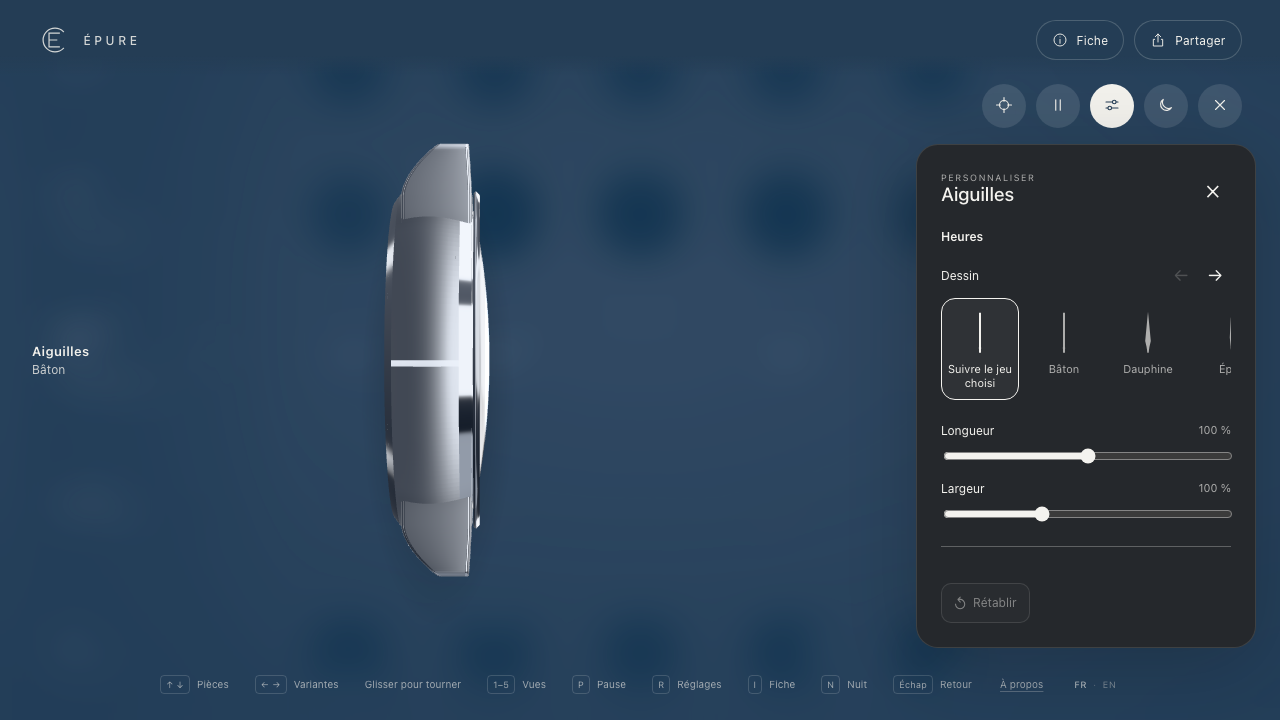 ÉPURE
Fiche
Partager
PERSONNALISER
Aiguilles
Heures
Dessin
Suivre le jeu
choisi
Bâton
Dauphine
Ép
Longueur
100 %
Largeur
100 %
Rétablir
Aiguilles
Bâton
↑ ↓ Pièces
← → Variantes
Glisser pour tourner
1–5 Vues
P Pause
R Réglages
I Fiche
N Nuit
Échap Retour
À propos
FR · EN